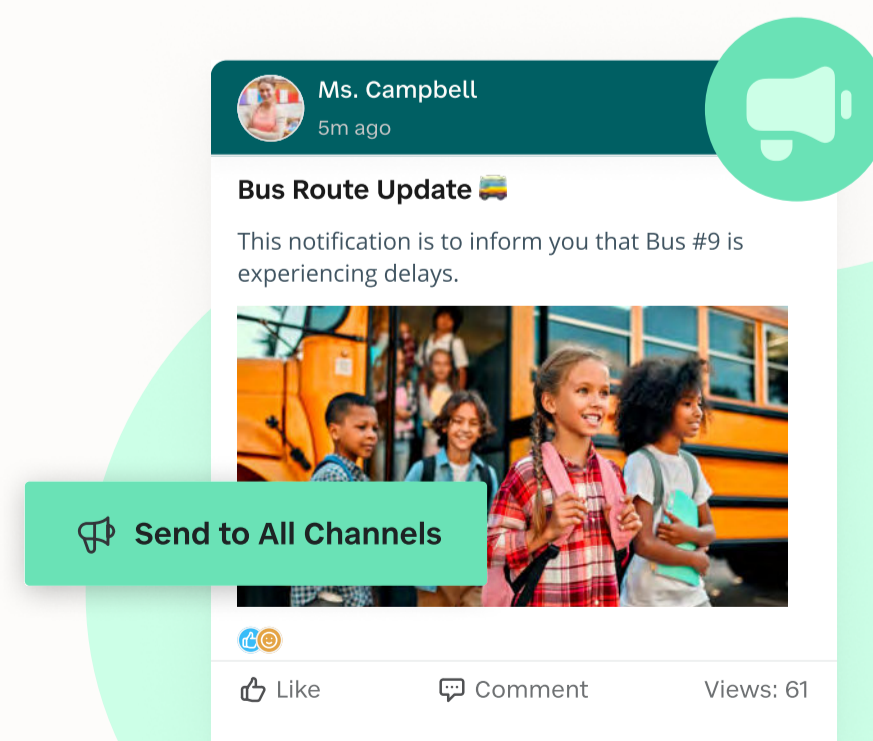 Ms. Campbell
5m ago
Bus Route Update
This notification is to inform you that Bus #9 is
experiencing delays.
Send to All Channels
Like
Comment
Views: 61